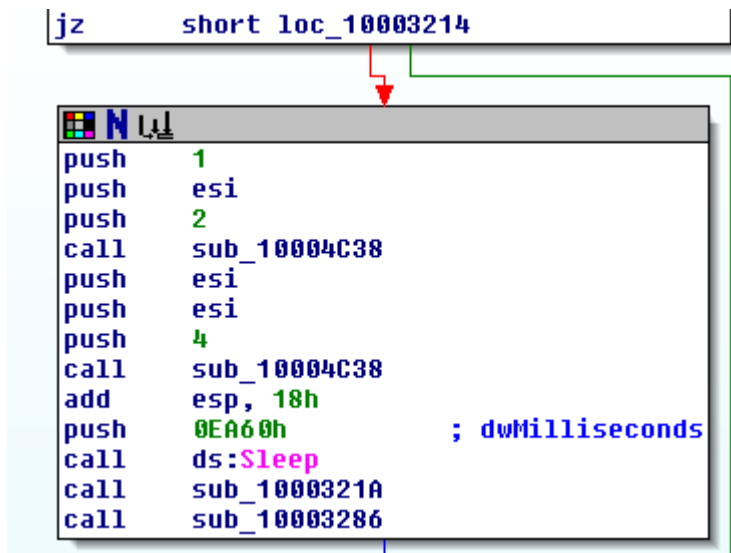 jz short loc_10003214
N
push 1
push esi
push 2
call sub_10004C38
push esi
push esi
push 4
call sub_10004C38
add esp, 18h
push 0EA60h ; dwMilliseconds
call ds:Sleep
call sub_1000321A
call sub_10003286